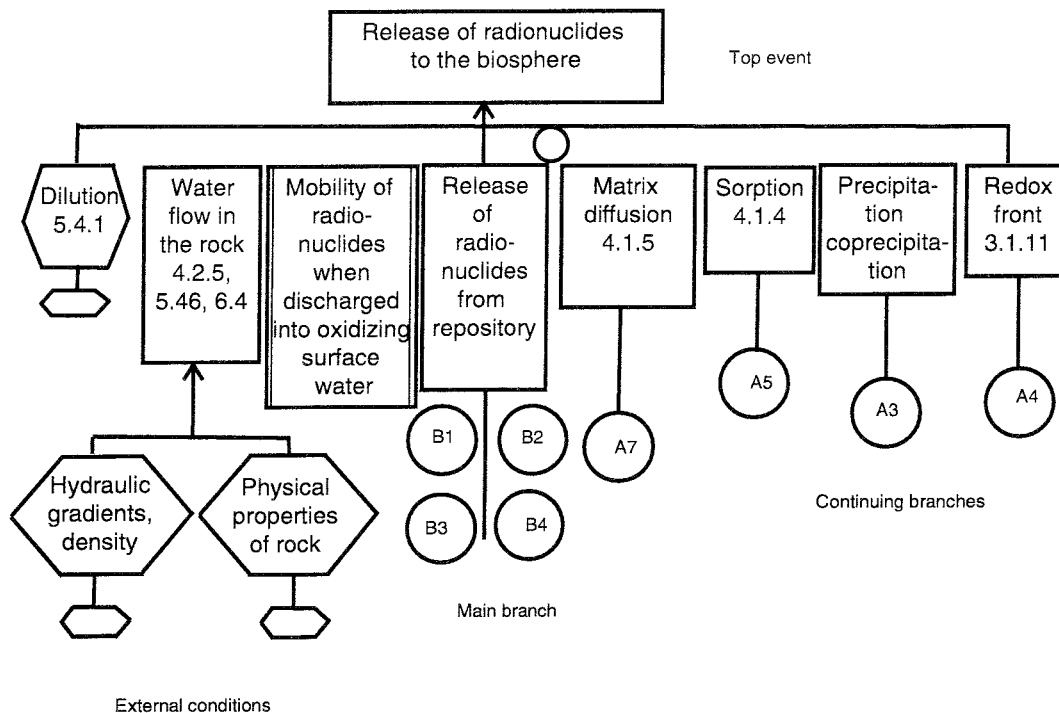 Release of radionuclides
to the biosphere
Top event
Dilution
5.4.1
Water
flow in
the rock
4.2.5,
5.46, 6.4
Mobility of
radio-
nuclides
when
discharged
into oxidizing
surface
water
Release
of
radio-
nuclides
from
repository
Matrix
diffusion
4.1.5
Sorption
4.1.4
Precipita-
tion
coprecipita-
tion
Redox
front
3.1.11
A5
A3
A4
B1
B2
A7
B3
B4
Hydraulic
gradients,
density
Physical
properties
of rock
Continuing branches
Main branch
External conditions